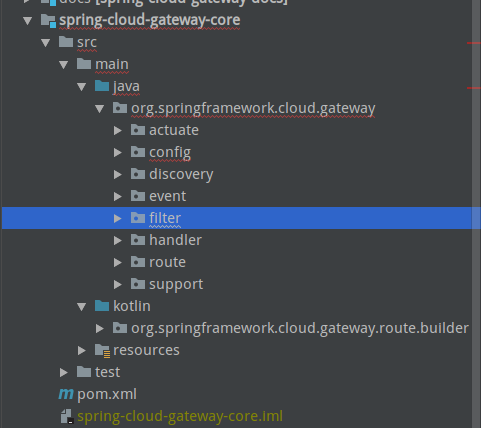 docs [spring-cloud-gateway-docs]
spring-cloud-gateway-core
src
main
java
org.springframework.cloud.gateway
actuate
config
discovery
event
filter
handler
route
support
kotlin
org.springframework.cloud.gateway.route.builder
resources
test
m pom.xml
spring-cloud-gateway-core.iml